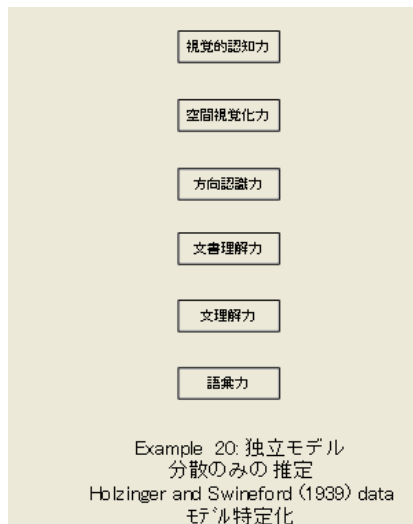 視覚的認知力
空間視覚化力
方向認識力
文書理解力
文理解力
語彙力
Example 20: 独立モデル
分散のみの 推定
Holzinger and Swineford (1939) data
モデル特定化